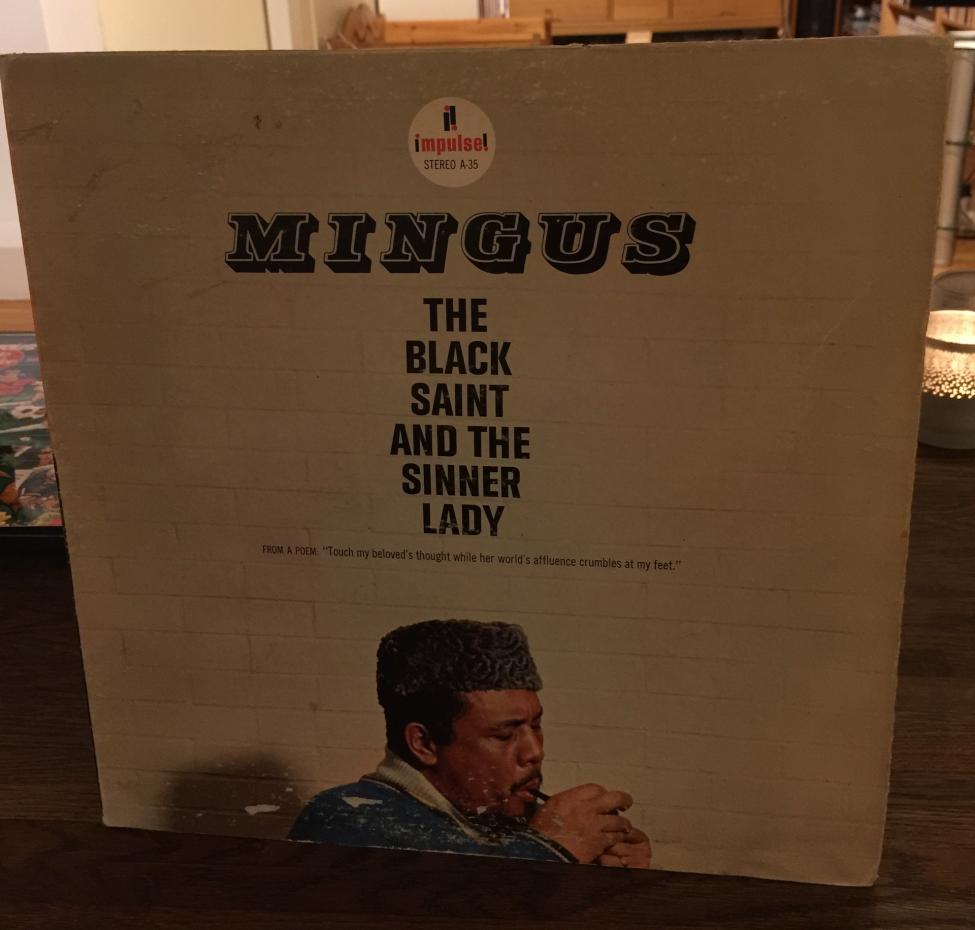 impulse!
STEREO A-35
MINGUS
THE
BLACK
SAINT
AND THE
SINNER
LADY
FROM A POEM: "Touch my beloved's thought while her world's affluence crumbles at my feet."